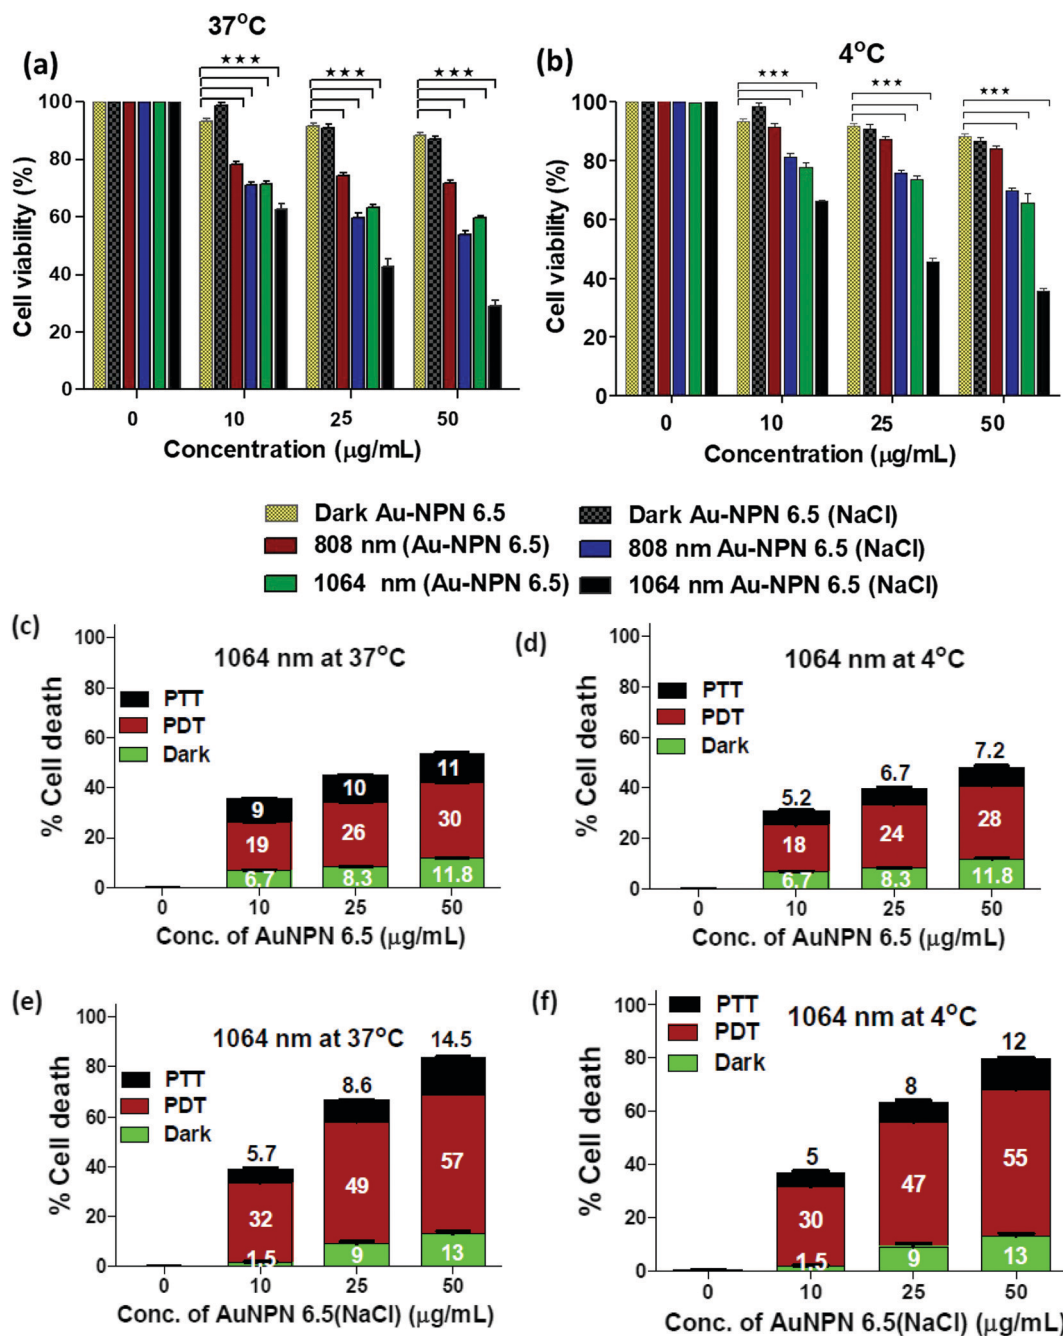 37°C
(a)
★★★
★★★
★★★
Cell viability (%)
100
80
60
40
20
0
0
10
25
50
Concentration (μg/mL)
(b)
4°C
★★★
★★★
★★★
Cell viability (%)
100
80
60
40
20
0
0
10
25
50
Concentration (μg/mL)
Dark Au-NPN 6.5
Dark Au-NPN 6.5 (NaCl)
808 nm (Au-NPN 6.5)
808 nm Au-NPN 6.5 (NaCl)
1064 nm (Au-NPN 6.5)
1064 nm Au-NPN 6.5 (NaCl)
(c)
1064 nm at 37°C
PTT
PDT
Dark
% Cell death
100
80
60
40
20
0
9
19
6.7
10
26
8.3
11
30
11.8
0
10
25
50
Conc. of AuNPN 6.5 (μg/mL)
(d)
1064 nm at 4°C
PTT
PDT
Dark
% Cell death
100
80
60
40
20
0
5.2
18
6.7
6.7
24
8.3
7.2
28
11.8
0
10
25
50
Conc. of AuNPN 6.5 (μg/mL)
(e)
1064 nm at 37°C
PTT
PDT
Dark
% Cell death
100
80
60
40
20
0
5.7
32
1.5
8.6
49
9
14.5
57
13
0
10
25
50
Conc. of AuNPN 6.5(NaCl) (μg/mL)
(f)
1064 nm at 4°C
PTT
PDT
Dark
% Cell death
100
80
60
40
20
0
5
30
1.5
8
47
9
12
55
13
0
10
25
50
Conc. of AuNPN 6.5(NaCl) (μg/mL)